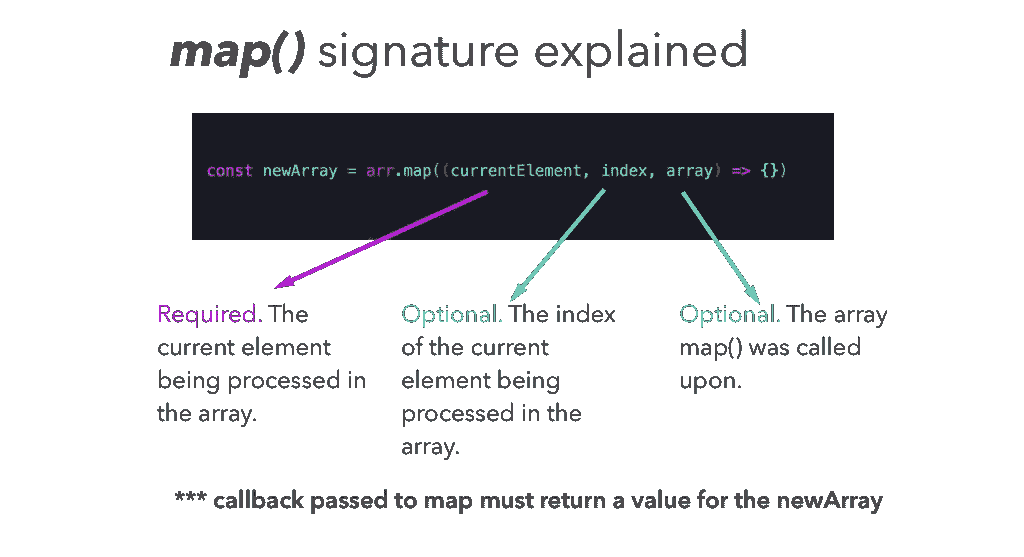 map() signature explained
const newArray = arr.map((currentElement, index, array) => {})
Required. The
current element
being processed in
the array.
Optional. The index
of the current
element being
processed in the
array.
Optional. The array
map() was called
upon.
*** callback passed to map must return a value for the newArray